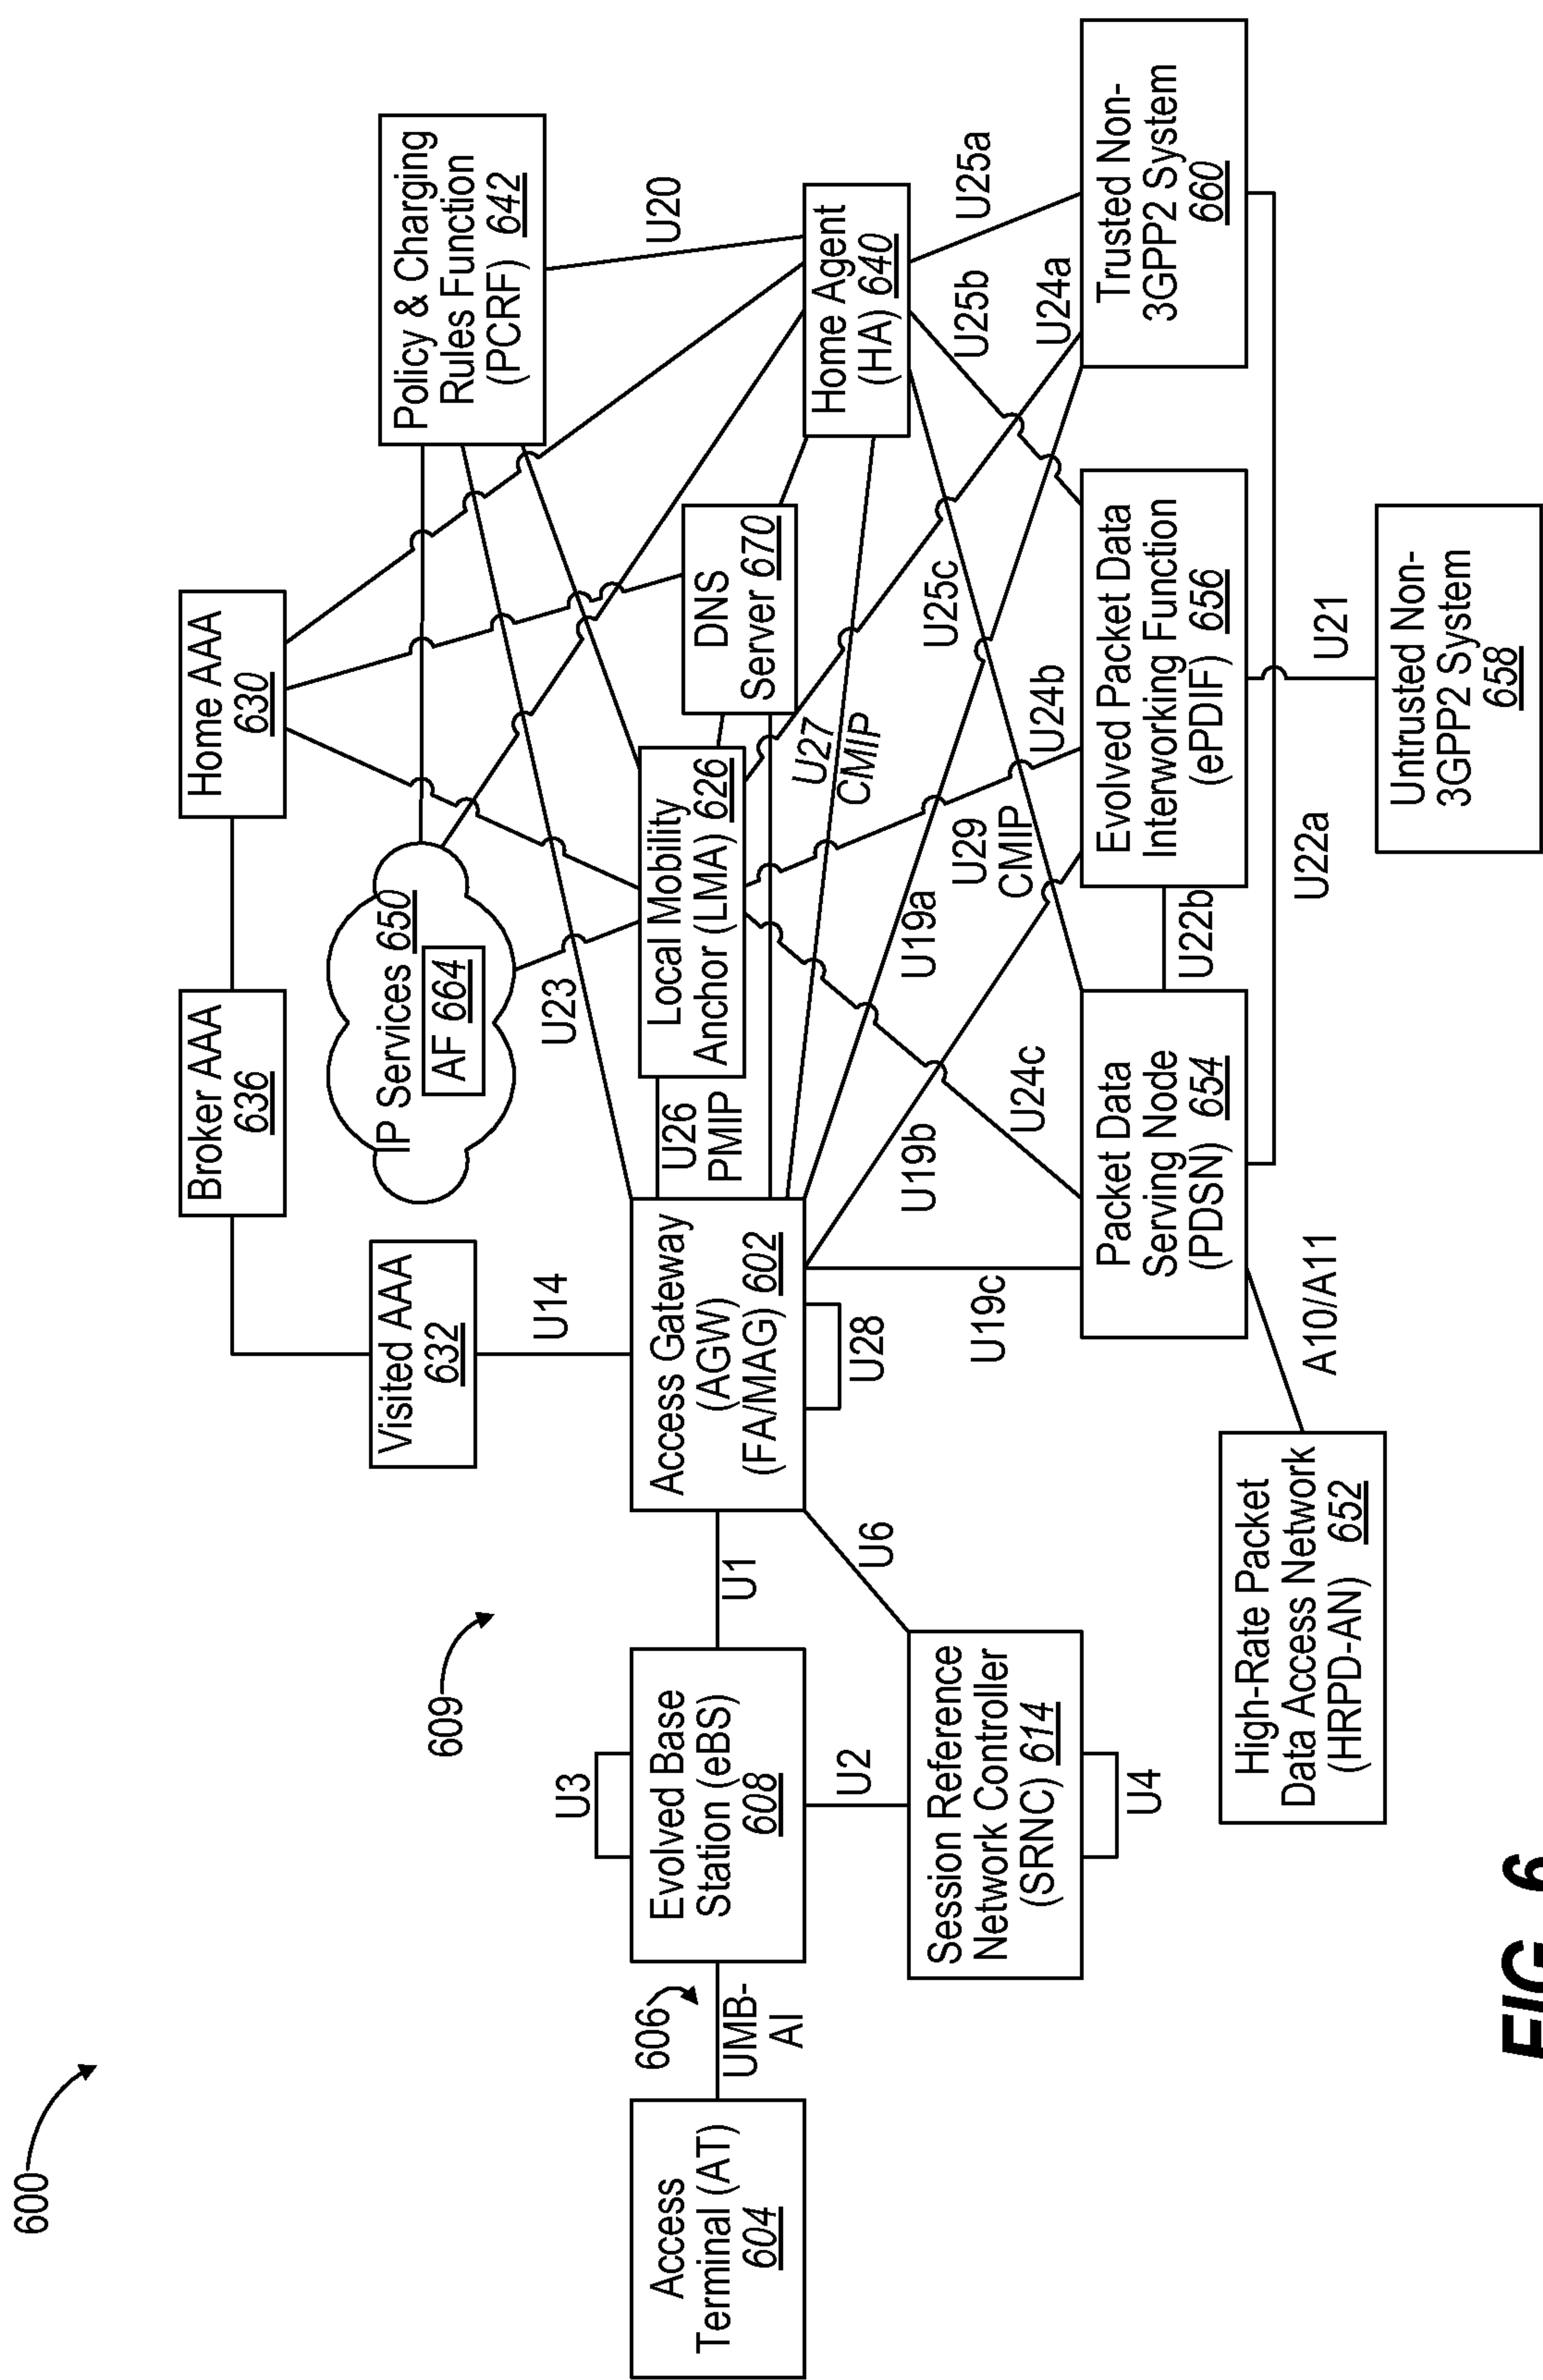 600
609
Home AAA
630
Broker AAA
636
Visited AAA
632
Policy & Charging
Rules Function
(PCRF) 642
IP Services 650
AF 664
U14
U23
U20
U3
Access
Terminal (AT)
604
606
UMB-
AI
Evolved Base
Station (eBS)
608
U1
Access Gateway
(AGW)
(FA/MAG) 602
U26
PMIP
Local Mobility
Anchor (LMA) 626
DNS
Server 670
Home Agent
(HA) 640
U27
CMIP
U2
U6
U28
U19a
U19b
U19c
U29
CMIP
U24c
U24b
U24a
U25c
U25b
U25a
Session Reference
Network Controller
(SRNC) 614
U4
Packet Data
Serving Node
(PDSN) 654
U22b
Evolved Packet Data
Interworking Function
(ePDIF) 656
Trusted Non-
3GPP2 System
660
A10/A11
U22a
U21
High-Rate Packet
Data Access Network
(HRPD-AN) 652
Untrusted Non-
3GPP2 System
658
FIG. 6